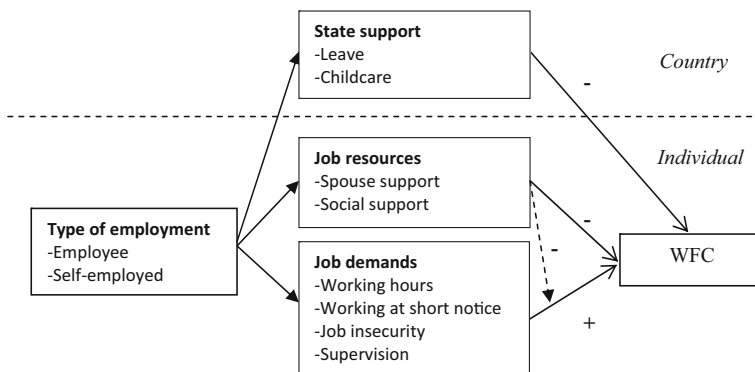 State support
-Leave
-Childcare
Country
-
Individual
Job resources
-Spouse support
-Social support
-
-
Type of employment
-Employee
-Self-employed
WFC
Job demands
-Working hours
-Working at short notice
-Job insecurity
-Supervision
+